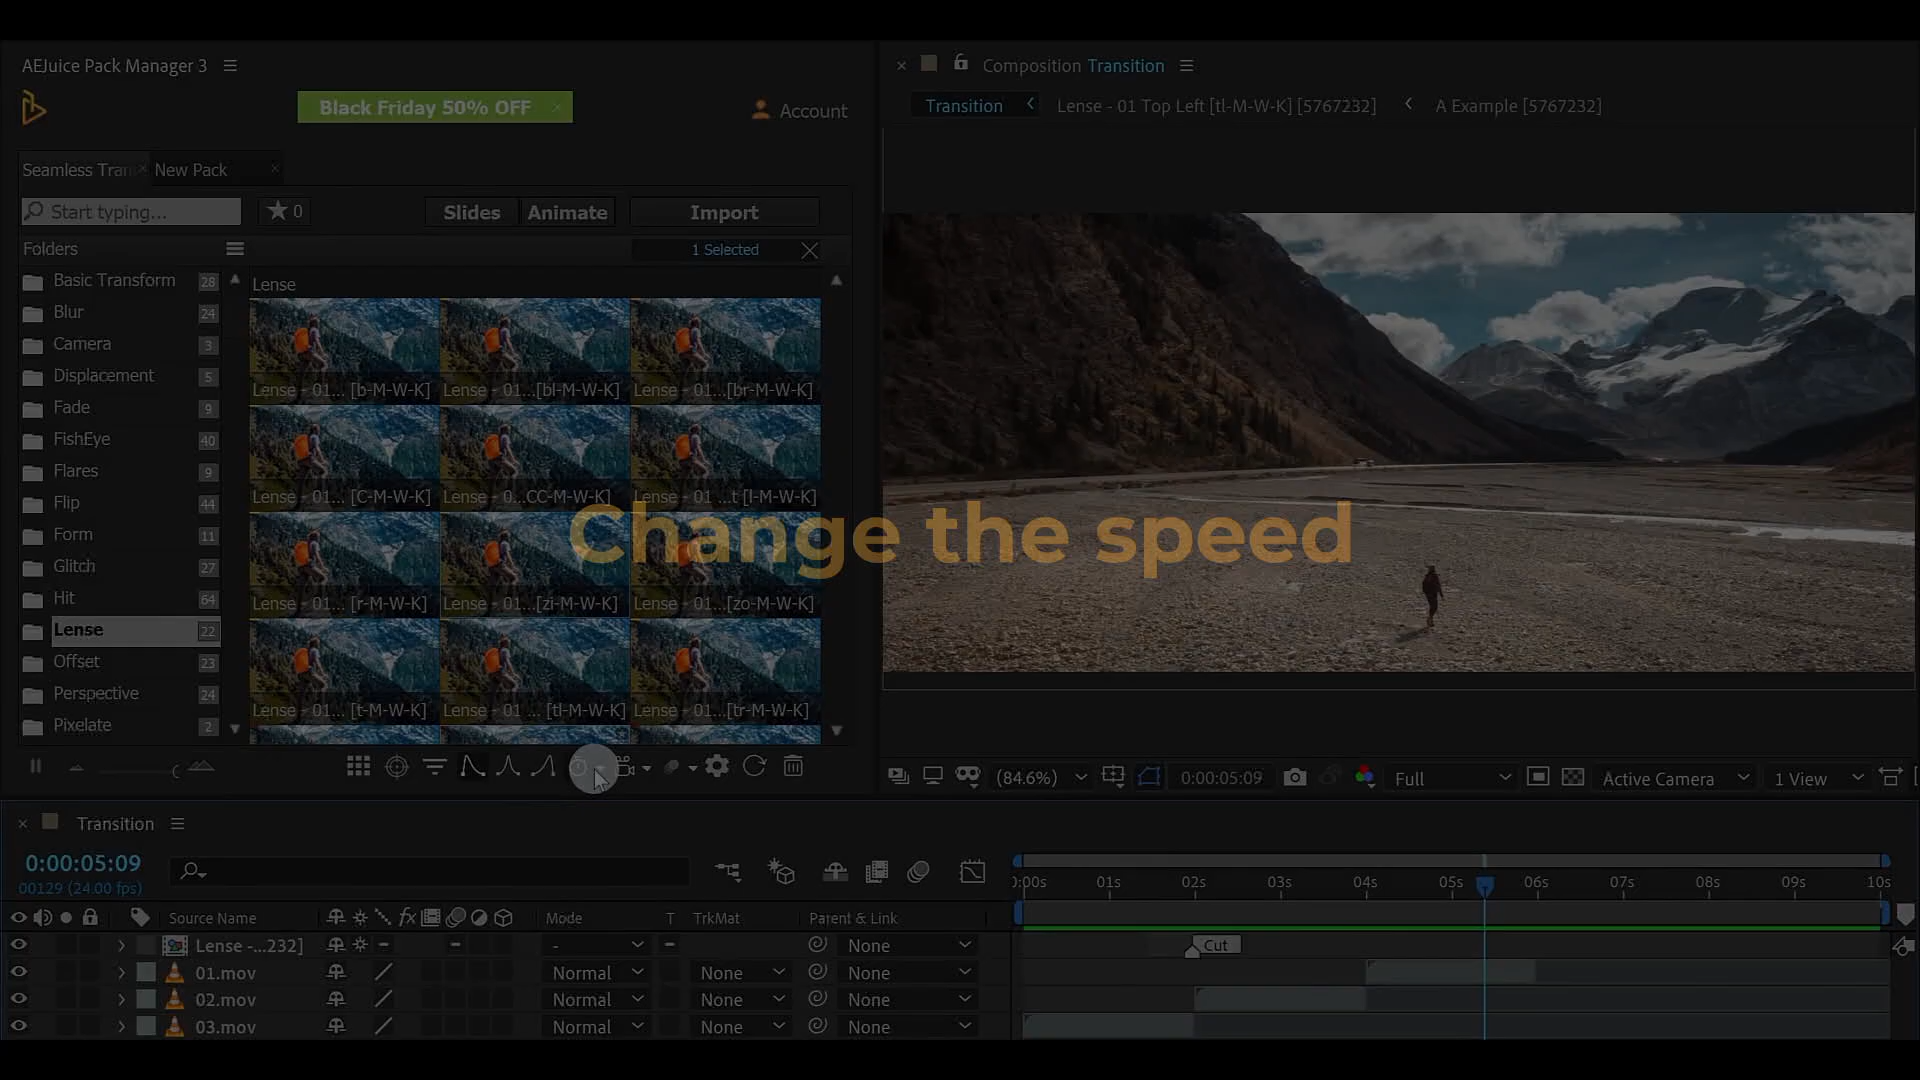 AEJuice Pack Manager 3
Black Friday 50% OFF
Account
Seamless Tran
New Pack
Start typing...
0
Slides
Animate
Import
Folders
1 Selected
Basic Transform 28
Blur 24
Camera 3
Displacement 5
Fade 9
FishEye 40
Flares 9
Flip 44
Form 11
Glitch 27
Hit 64
Lense 22
Offset 23
Perspective 24
Pixelate 2
Lense
Lense - 01... [b-M-W-K]
Lense - 01...[bl-M-W-K]
Lense - 01...[br-M-W-K]
Lense - 01... [C-M-W-K]
Lense - 0...CC-M-W-K]
Lense - 01 ...t [l-M-W-K]
Lense - 01... [r-M-W-K]
Lense - 01...[zi-M-W-K]
Lense - 01...[zo-M-W-K]
Lense - 01... [t-M-W-K]
Lense - 01 ... [tl-M-W-K]
Lense - 01...[tr-M-W-K]
Change the speed
Composition Transition
Transition
Lense - 01 Top Left [tl-M-W-K] [5767232]
A Example [5767232]
(84.6%)
0:00:05:09
Full
Active Camera
1 View
Transition
0:00:05:09
00129 (24.00 fps)
0:00s 01s 02s 03s 04s 05s 06s 07s 08s 09s 10s
Source Name
fx
Mode
T
TrkMat
Parent & Link
Lense -...232]
-
None
Cut
01.mov
Normal
None
None
02.mov
Normal
None
None
03.mov
Normal
None
None